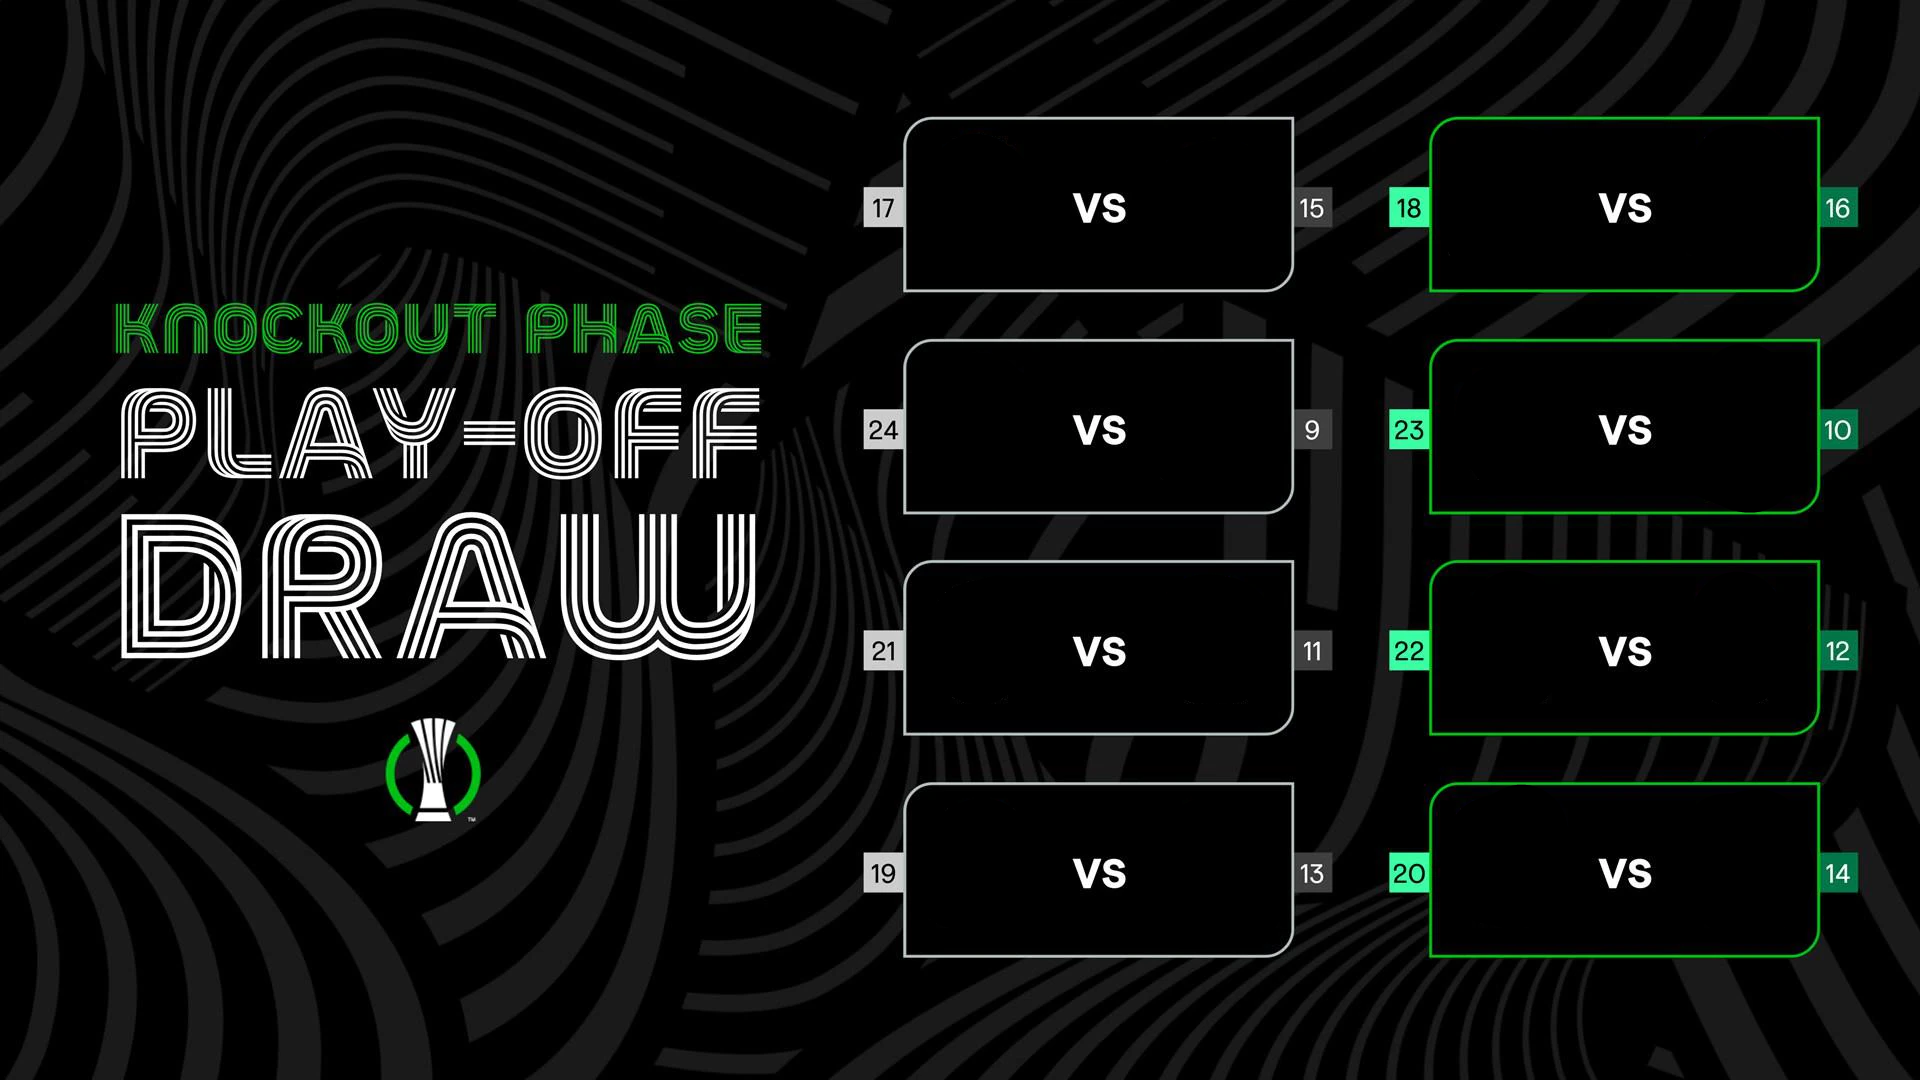 KNOCKOUT PHASE
PLAY-OFF
DRAW
TM
17 VS 15
18 VS 16
24 VS 9
23 VS 10
21 VS 11
22 VS 12
19 VS 13
20 VS 14